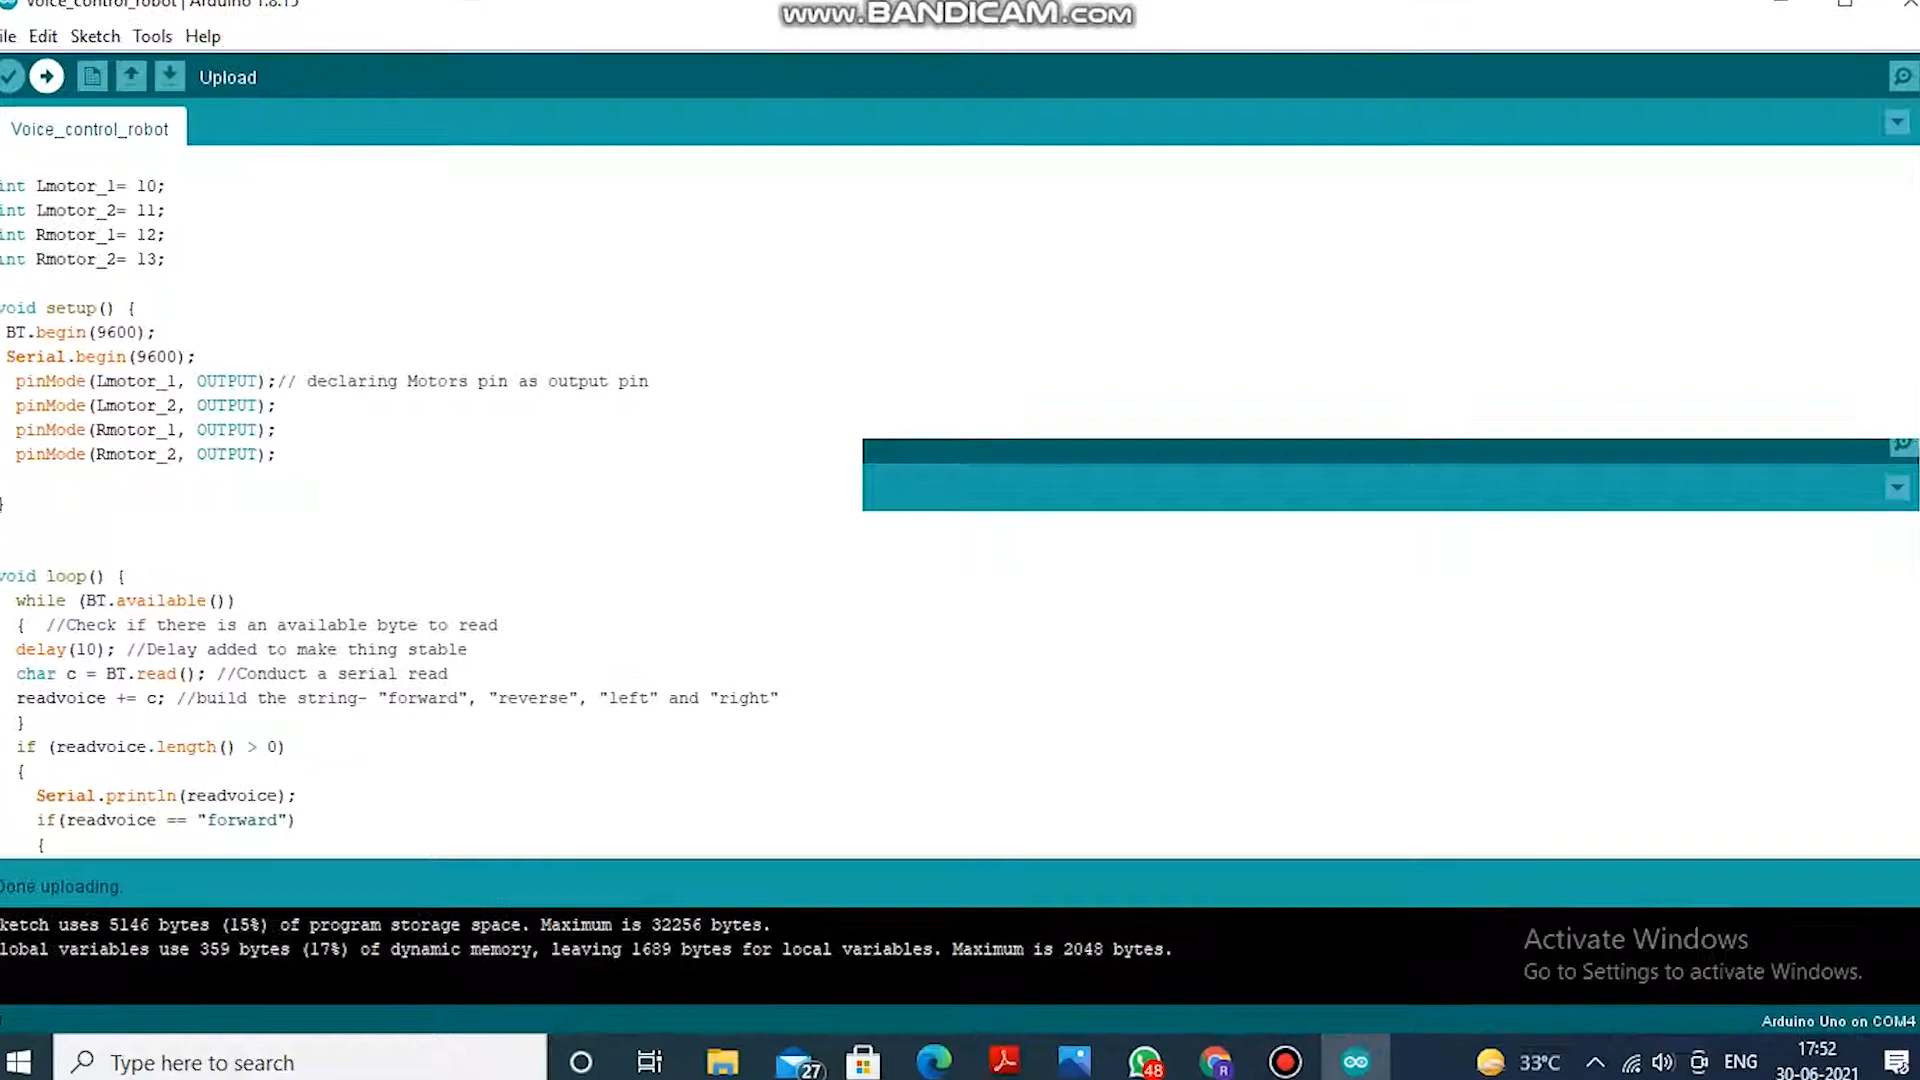 Voice_control_robot | Arduino 1.8.15
www.BANDICAM.com
ile Edit Sketch Tools Help
Upload
Voice_control_robot
int Lmotor_1= 10;
int Lmotor_2= 11;
int Rmotor_1= 12;
int Rmotor_2= 13;
void setup() {
BT.begin(9600);
Serial.begin(9600);
pinMode(Lmotor_1, OUTPUT);// declaring Motors pin as output pin
pinMode(Lmotor_2, OUTPUT);
pinMode(Rmotor_1, OUTPUT);
pinMode(Rmotor_2, OUTPUT);
}
void loop() {
while (BT.available())
{ //Check if there is an available byte to read
delay(10); //Delay added to make thing stable
char c = BT.read(); //Conduct a serial read
readvoice += c; //build the string- "forward", "reverse", "left" and "right"
}
if (readvoice.length() > 0)
{
Serial.println(readvoice);
if(readvoice == "forward")
{
Done uploading.
ketch uses 5146 bytes (15%) of program storage space. Maximum is 32256 bytes.
lobal variables use 359 bytes (17%) of dynamic memory, leaving 1689 bytes for local variables. Maximum is 2048 bytes.
Activate Windows
Go to Settings to activate Windows.
Arduino Uno on COM4
Type here to search
27
48
R
33°C
ENG
17:52
30-06-2021